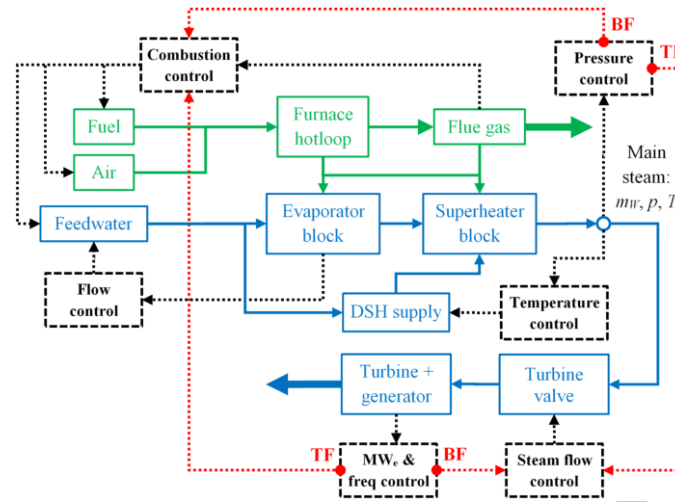 BF
TF
Combustion
control
Pressure
control
Fuel
Furnace
hotloop
Flue gas
Air
Main
steam:
mW, p, T
Feedwater
Evaporator
block
Superheater
block
Flow
control
DSH supply
Temperature
control
Turbine +
generator
Turbine
valve
TF
MWe &
freq control
BF
Steam flow
control